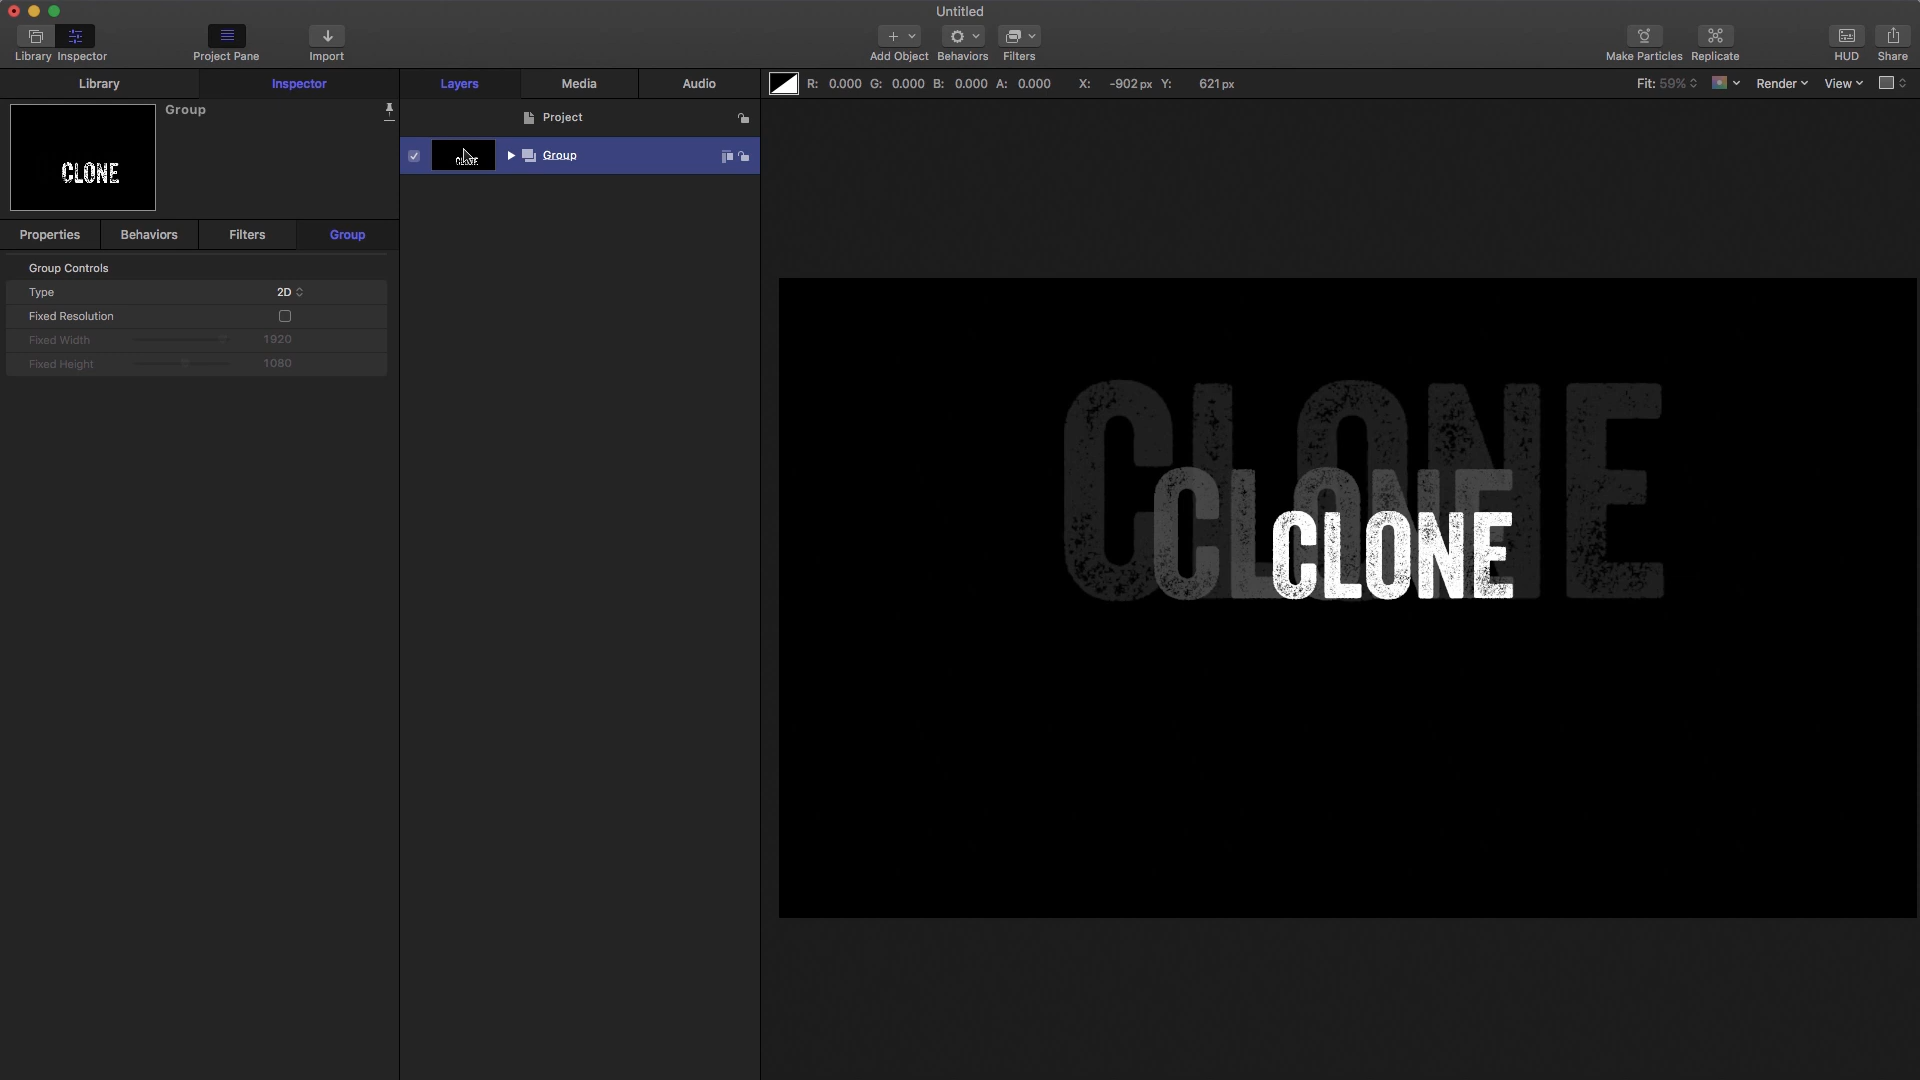 Untitled
Library Inspector Project Pane Import Add Object Behaviors Filters Make Particles Replicate HUD Share
Library Inspector Layers Media Audio R: 0.000 G: 0.000 B: 0.000 A: 0.000 X: -902 px Y: 621 px Fit: 59% Render View
Group
Project
CLONE
CLONE
Group
Properties Behaviors Filters Group
Group Controls
Type 2D
Fixed Resolution
Fixed Width 1920
Fixed Height 1080
CLONE
CLONE
CLONE